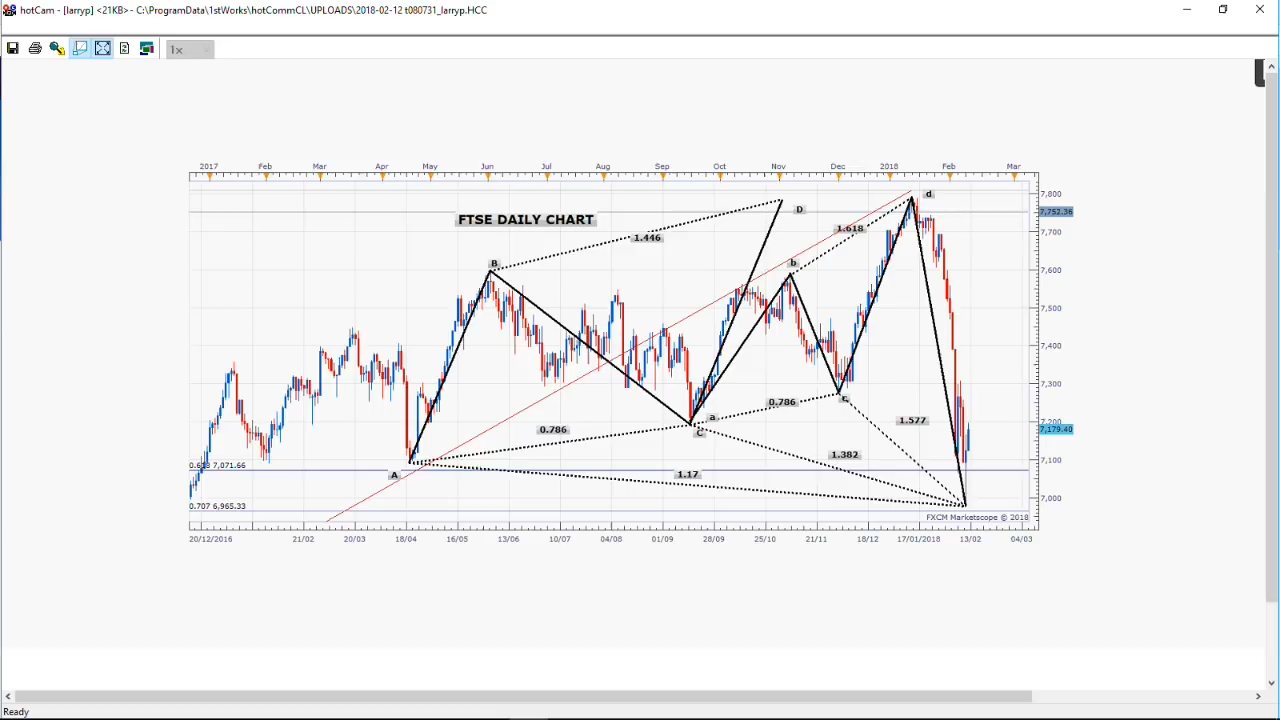 hotCam - [larryp] <21KB> - C:\ProgramData\1stWorks\hotCommCL\UPLOADS\2018-02-12 t080731_larryp.HCC
1x
2017 Feb Mar Apr May Jun Jul Aug Sep Oct Nov Dec 2018 Feb Mar
d
7,800
D
7,752.36
FTSE DAILY CHART
1.618
7,700
1.446
B
b
7,600
7,500
7,400
7,300
c
0.786
a
1.577
7,200
0.786
C
7,179.40
1.382
7,100
0.618 7,071.66
A
1.17
7,000
0.707 6,965.33
FXCM Marketscope © 2018
20/12/2016 21/02 20/03 18/04 16/05 13/06 10/07 04/08 01/09 28/09 25/10 21/11 18/12 17/01/2018 13/02 04/03
Ready